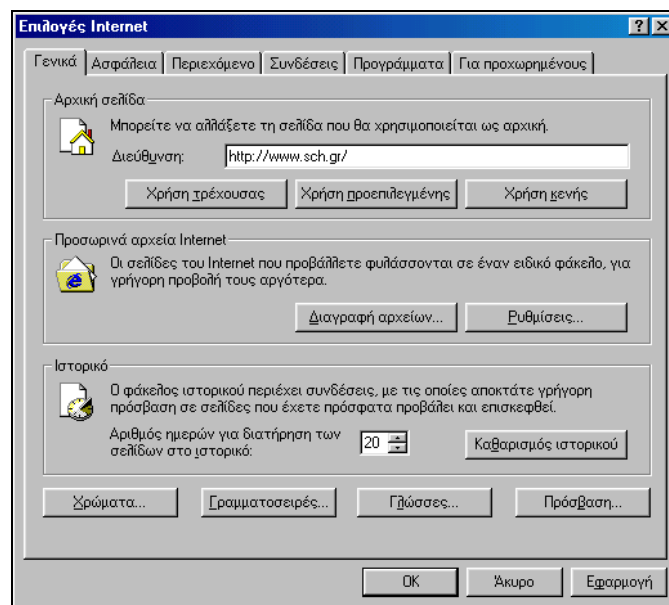 Επιλογές Internet
Γενικά Ασφάλεια Περιεχόμενο Συνδέσεις Προγράμματα Για προχωρημένους
Αρχική σελίδα
Μπορείτε να αλλάξετε τη σελίδα που θα χρησιμοποιείται ως αρχική.
Διεύθυνση: http://www.sch.gr/
Χρήση τρέχουσας Χρήση προεπιλεγμένης Χρήση κενής
Προσωρινά αρχεία Internet
Οι σελίδες του Internet που προβάλλετε φυλάσσονται σε έναν ειδικό φάκελο, για
γρήγορη προβολή τους αργότερα.
Διαγραφή αρχείων... Ρυθμίσεις...
Ιστορικό
Ο φάκελος ιστορικού περιέχει συνδέσεις, με τις οποίες αποκτάτε γρήγορη
πρόσβαση σε σελίδες που έχετε πρόσφατα προβάλει και επισκεφθεί.
Αριθμός ημερών για διατήρηση των
σελίδων στο ιστορικό: 20 Καθαρισμός ιστορικού
Χρώματα... Γραμματοσειρές... Γλώσσες... Πρόσβαση...
OK Άκυρο Εφαρμογή